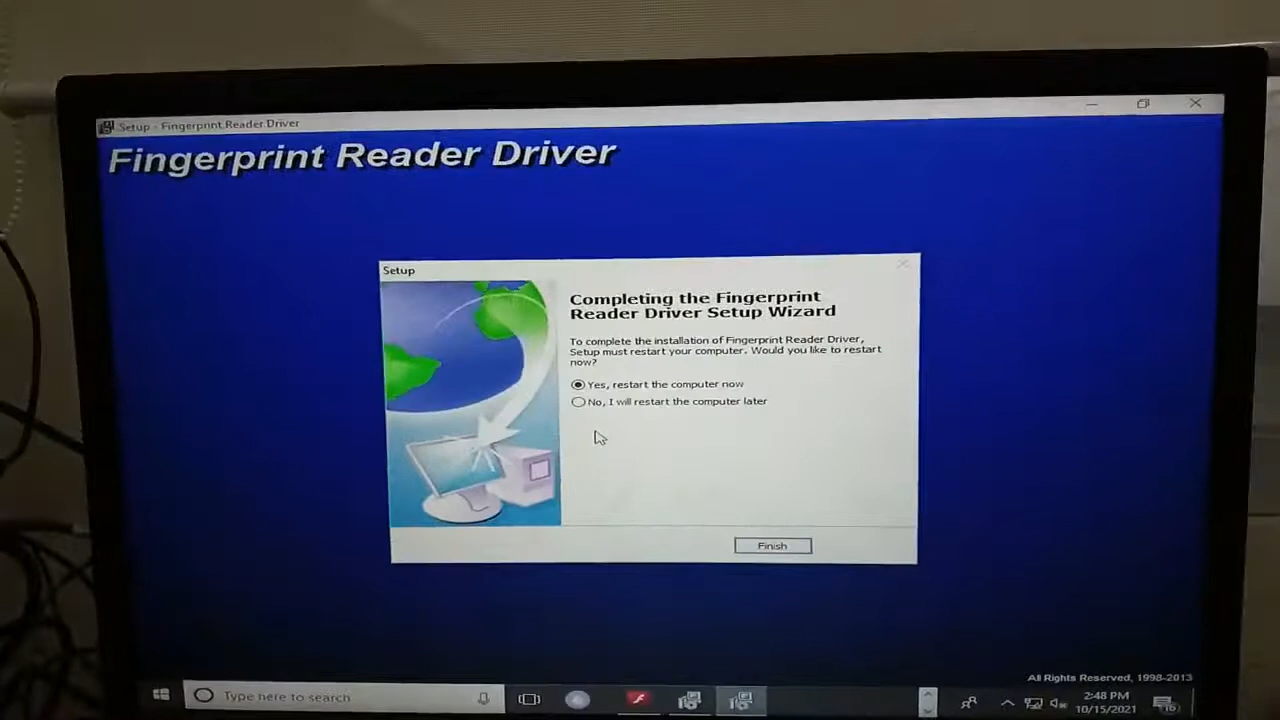 Setup - Fingerprint Reader Driver
Fingerprint Reader Driver
Setup
Completing the Fingerprint
Reader Driver Setup Wizard
To complete the installation of Fingerprint Reader Driver,
Setup must restart your computer. Would you like to restart
now?
Yes, restart the computer now
No, I will restart the computer later
Finish
All Rights Reserved, 1998-2013
Type here to search
2:48 PM
10/15/2021
16